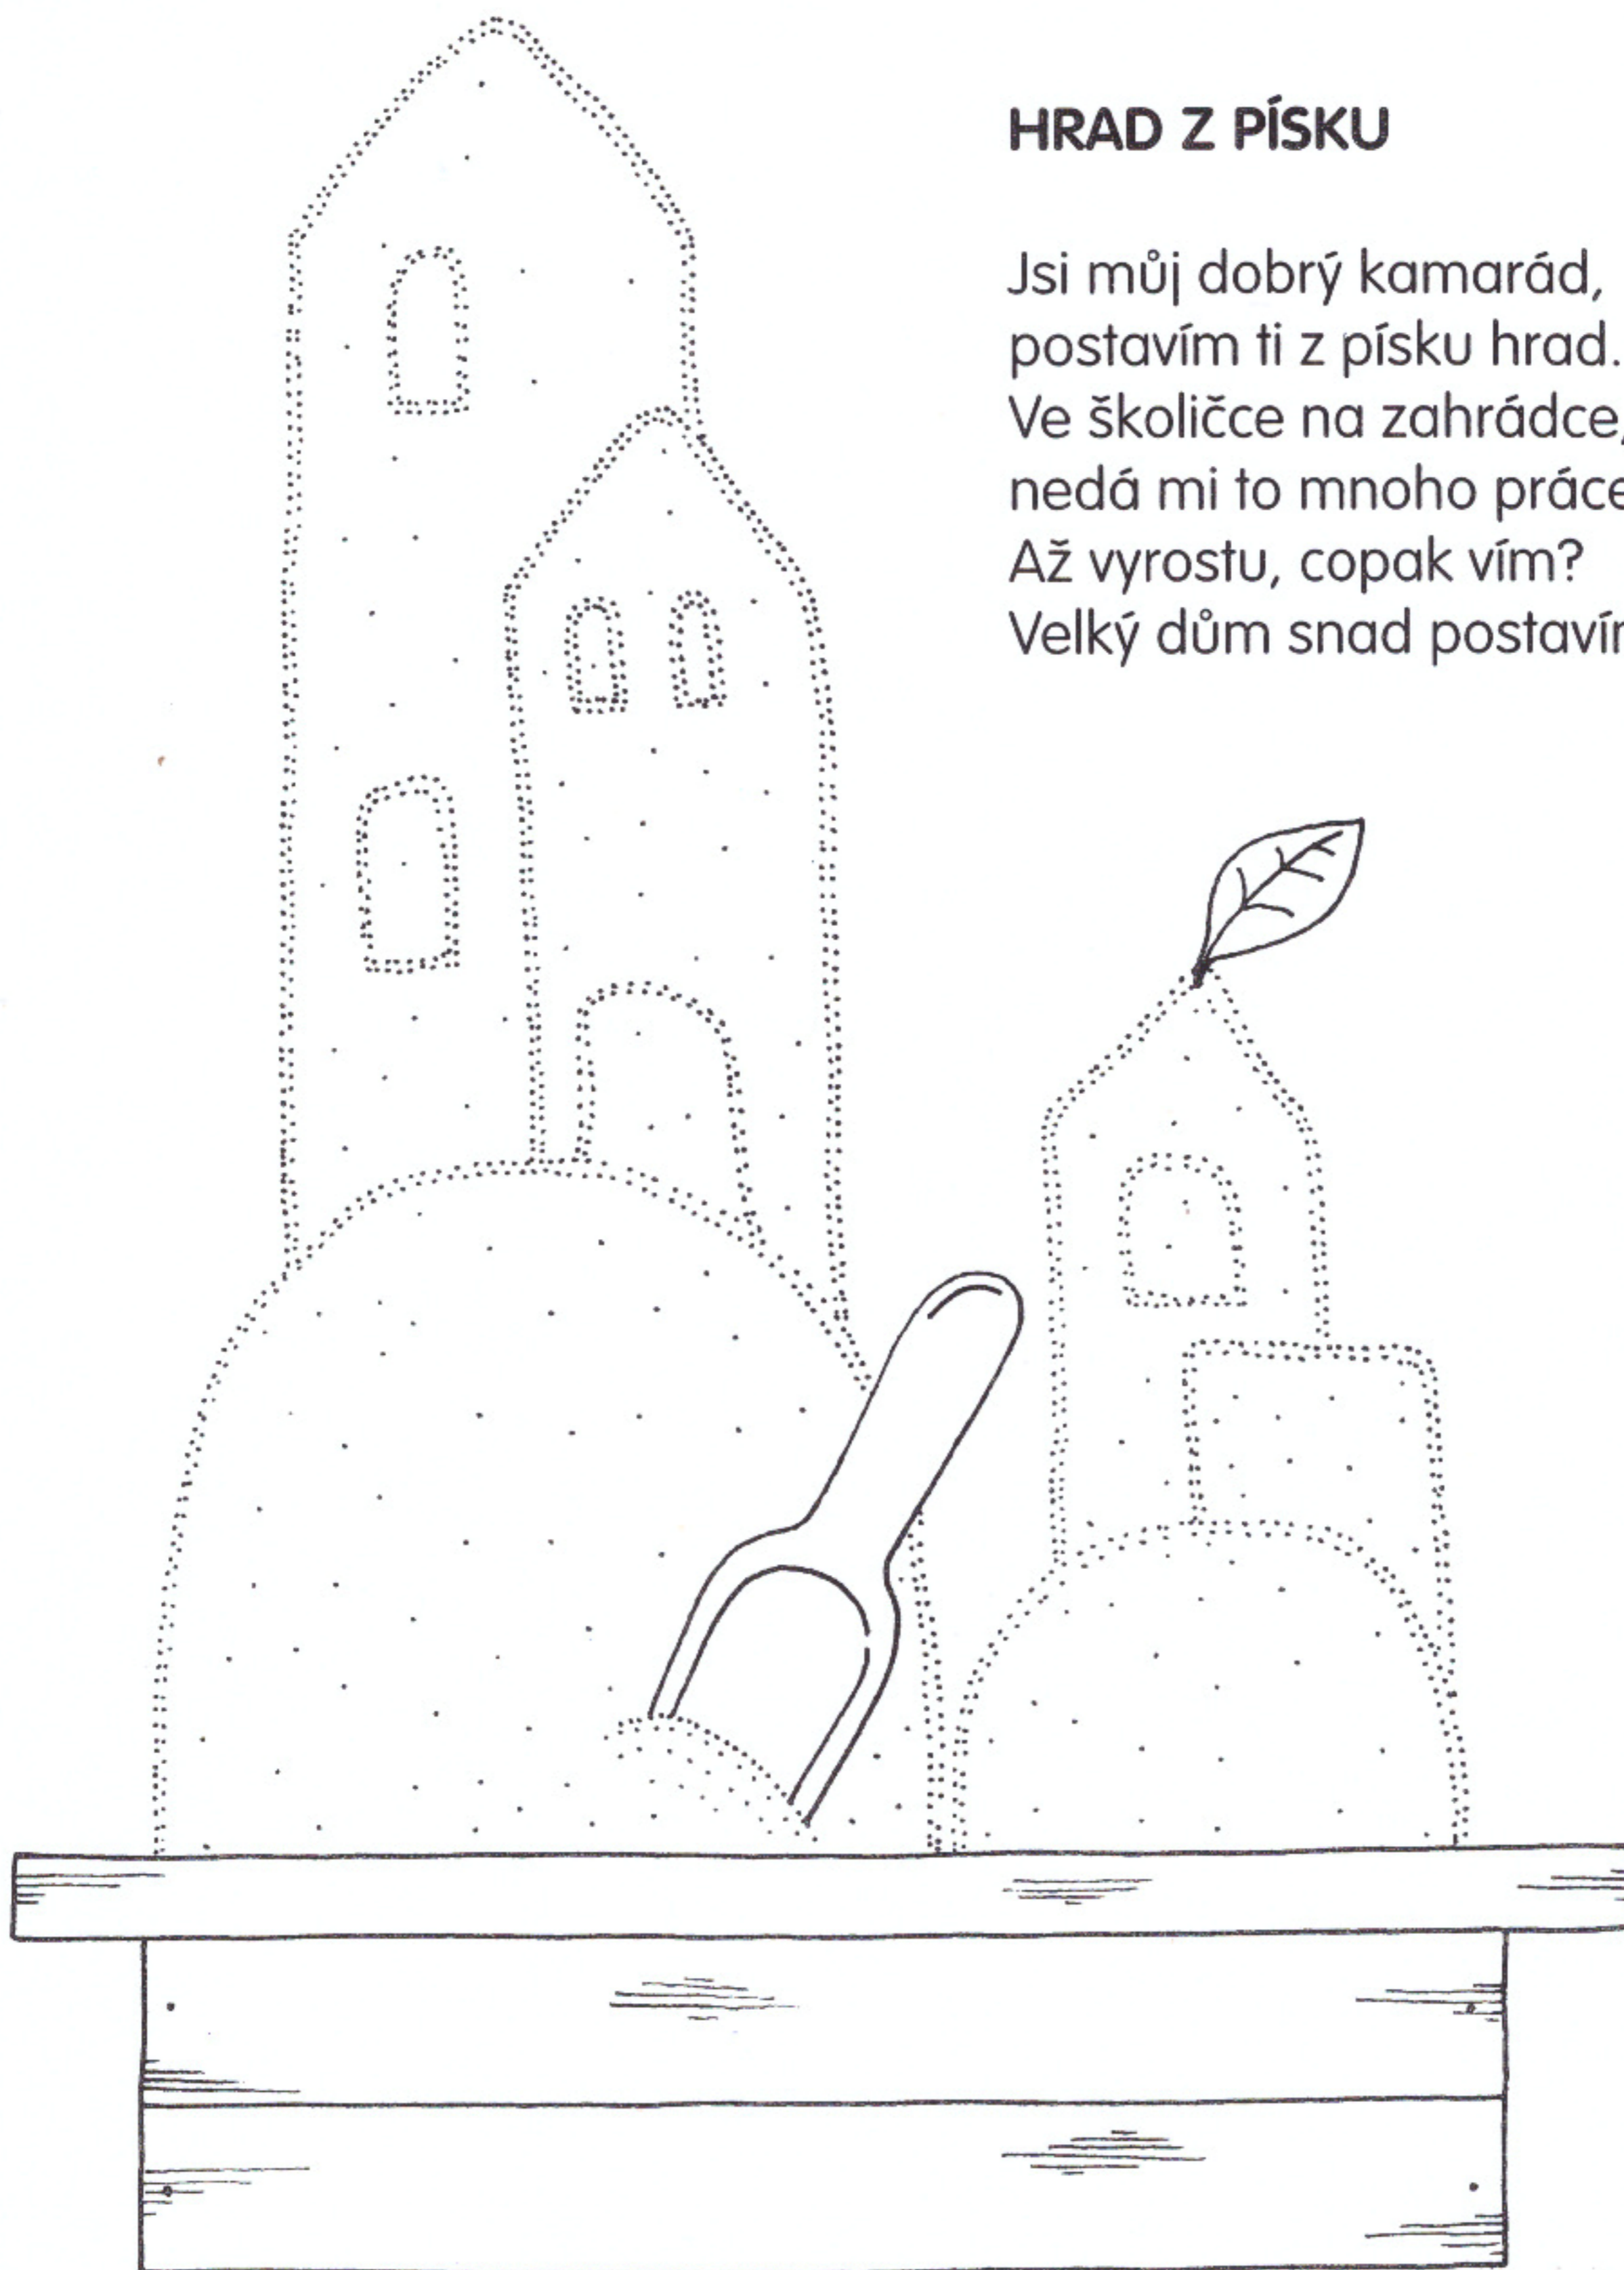 HRAD Z PÍSKU
Jsi můj dobrý kamarád,
postavím ti z písku hrad.
Ve školičce na zahrádce,
nedá mi to mnoho práce
Až vyrostu, copak vím?
Velký dům snad